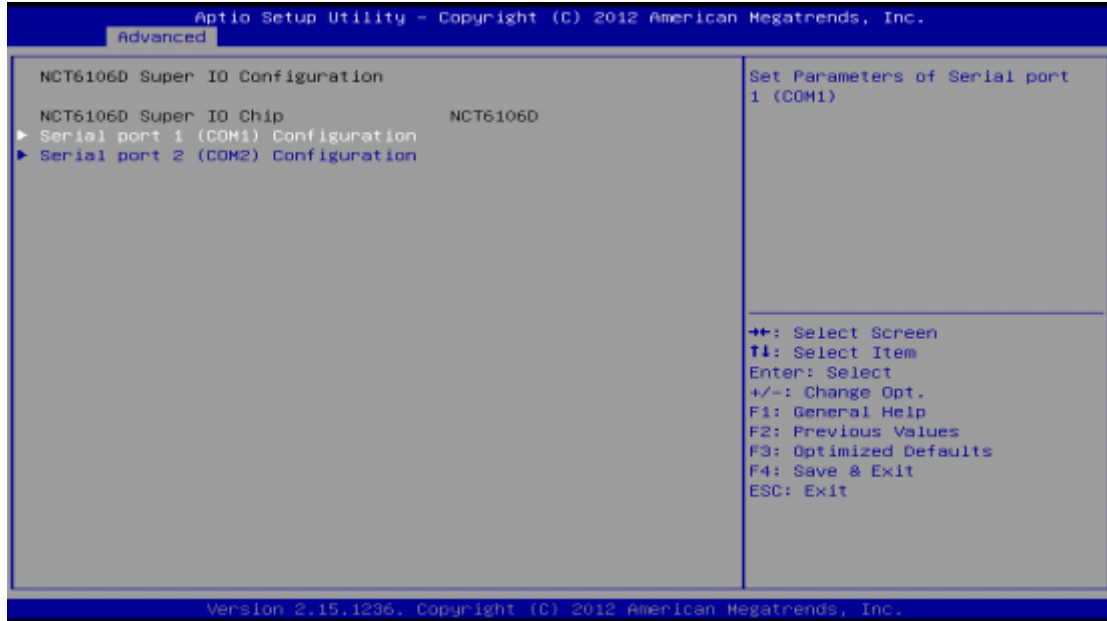 Aptio Setup Utility – Copyright (C) 2012 American Megatrends, Inc.
Advanced
NCT6106D Super IO Configuration
NCT6106D Super IO Chip NCT6106D
▶ Serial port 1 (COM1) Configuration
▶ Serial port 2 (COM2) Configuration
Set Parameters of Serial port
1 (COM1)
→←: Select Screen
↑↓: Select Item
Enter: Select
+/-: Change Opt.
F1: General Help
F2: Previous Values
F3: Optimized Defaults
F4: Save & Exit
ESC: Exit
Version 2.15.1236. Copyright (C) 2012 American Megatrends, Inc.